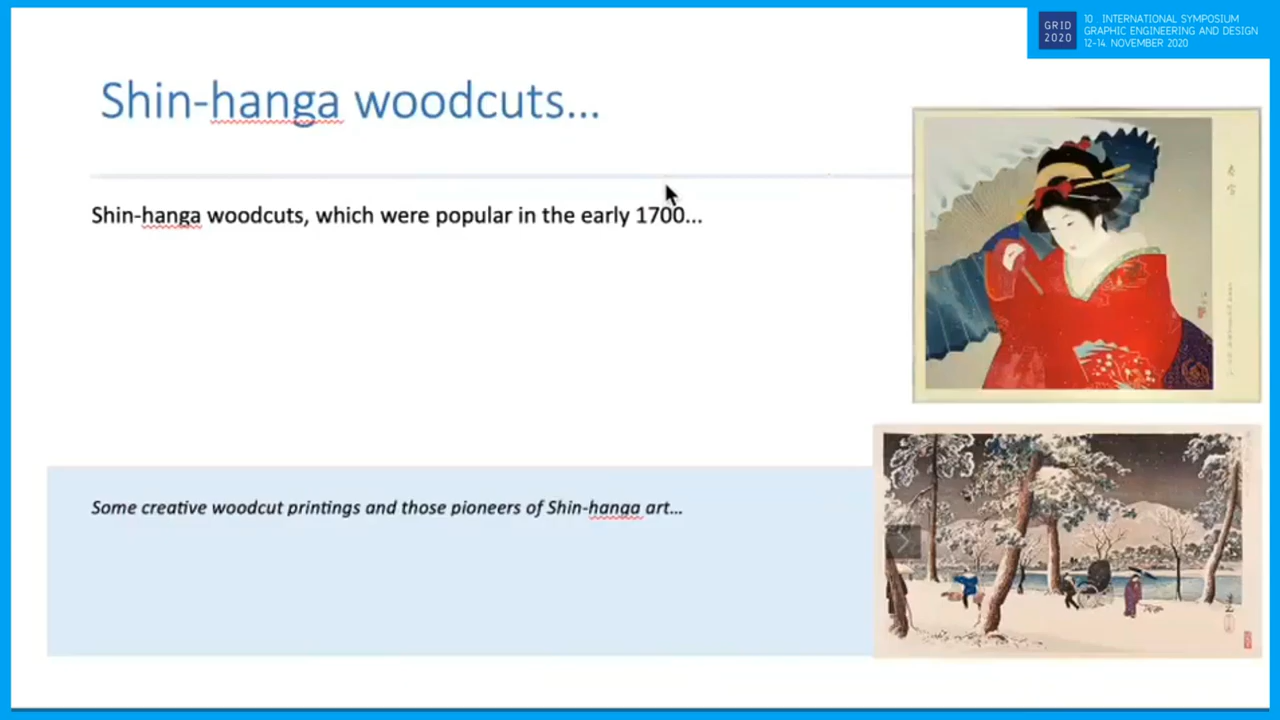 GRID
2020
10 . INTERNATIONAL SYMPOSIUM
GRAPHIC ENGINEERING AND DESIGN
12-14. NOVEMBER 2020
Shin-hanga woodcuts...
Shin-hanga woodcuts, which were popular in the early 1700...
Some creative woodcut printings and those pioneers of Shin-hanga art...